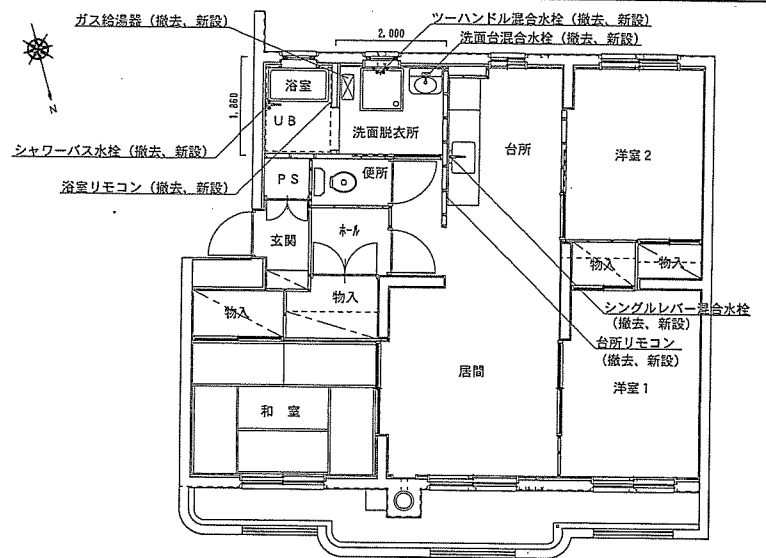 ガス給湯器（撤去、新設）
ツーハンドル混合水栓（撤去、新設）
2,000
洗面台混合水栓（撤去、新設）
N
1,860
浴室
UB
洗面脱衣所
台所
洋室2
シャワーバス水栓（撤去、新設）
浴室リモコン（撤去、新設）
PS
便所
玄関
ホール
物入
物入
物入
物入
シングルレバー混合水栓
（撤去、新設）
台所リモコン
（撤去、新設）
居間
洋室1
和室